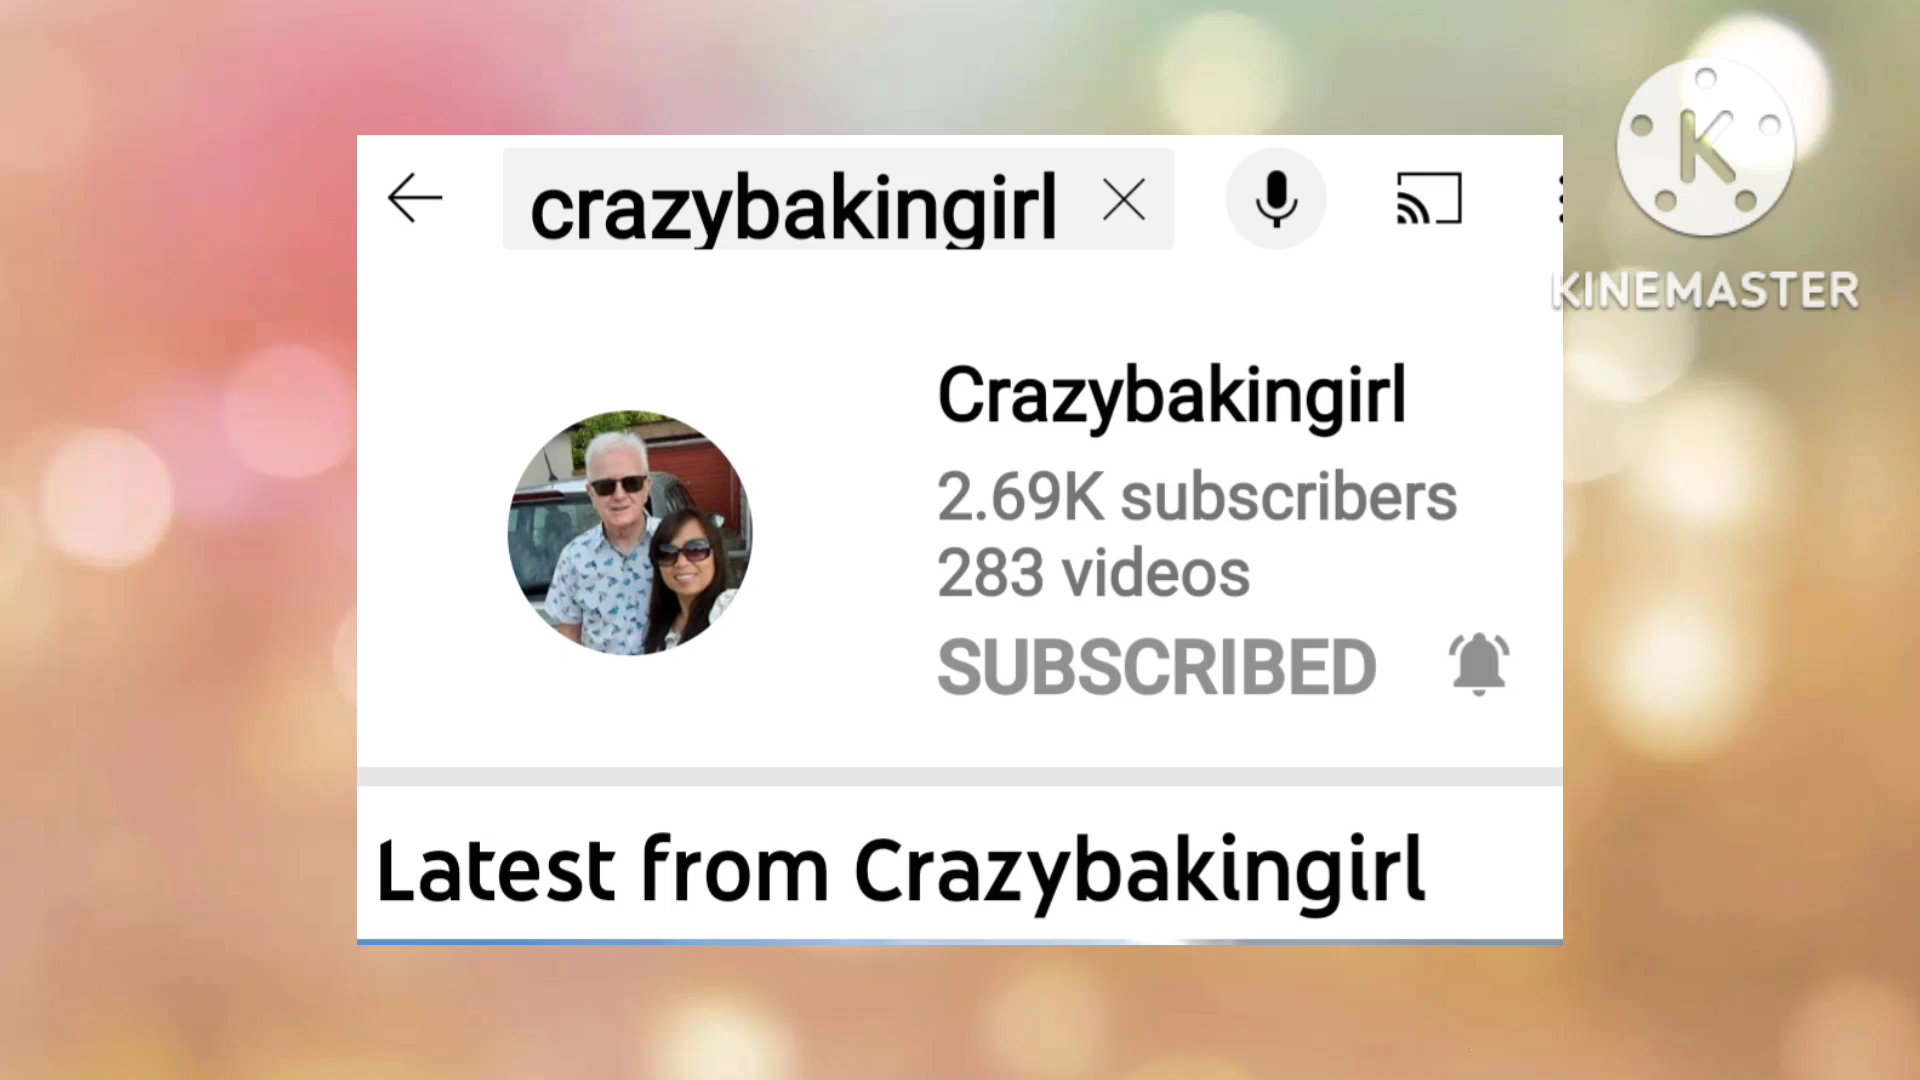 crazybakingirl
K
KINEMASTER
Crazybakingirl
2.69K subscribers
283 videos
SUBSCRIBED
Latest from Crazybakingirl